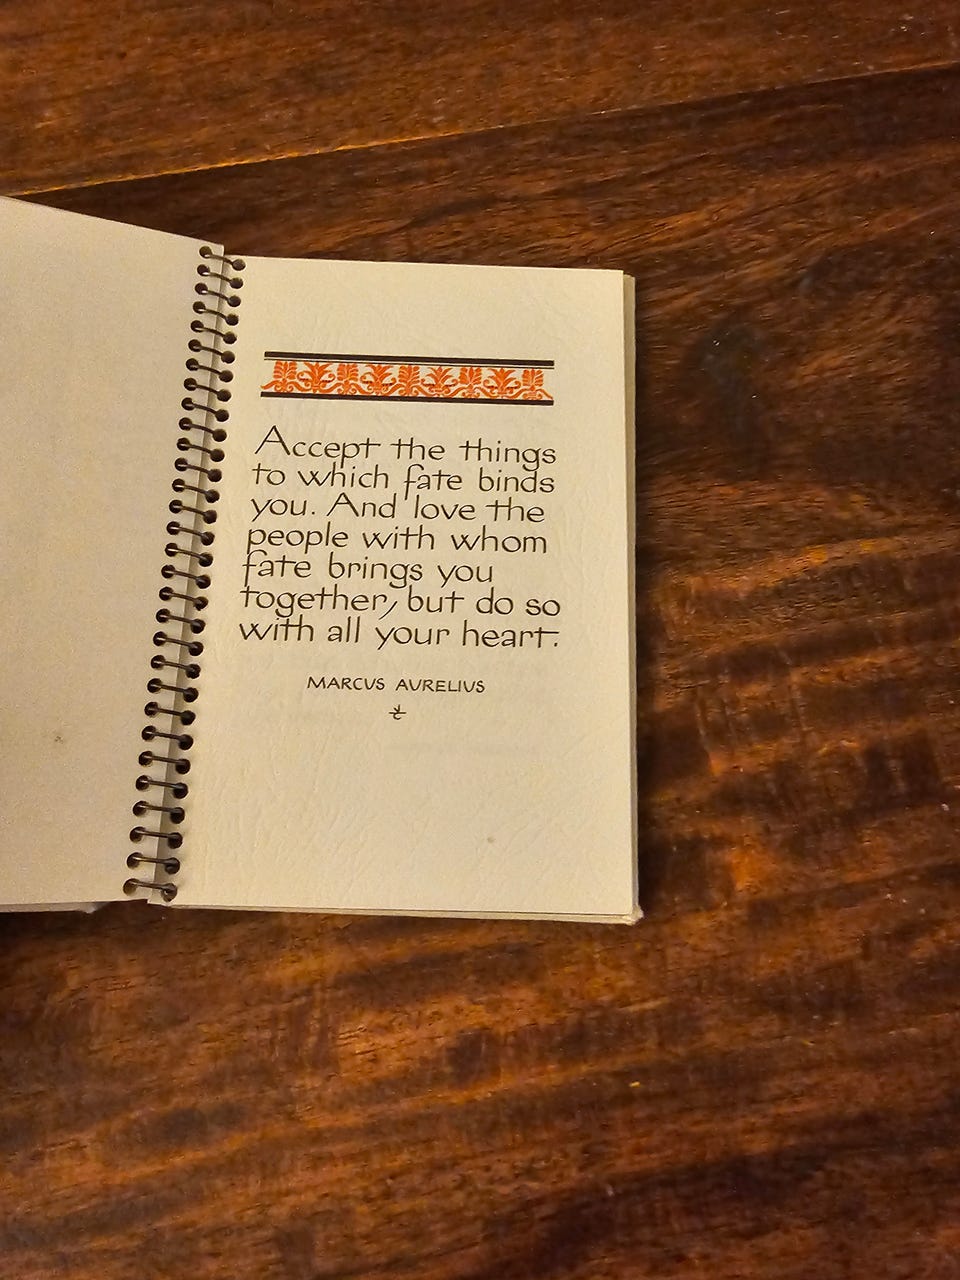 Accept the things
to which fate binds
you. And love the
people with whom
fate brings you
together, but do so
with all your heart.
MARCUS AURELIUS